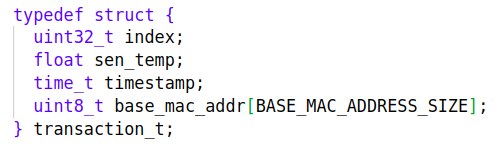 typedef struct {
  uint32_t index;
  float sen_temp;
  time_t timestamp;
  uint8_t base_mac_addr[BASE_MAC_ADDRESS_SIZE];
} transaction_t;